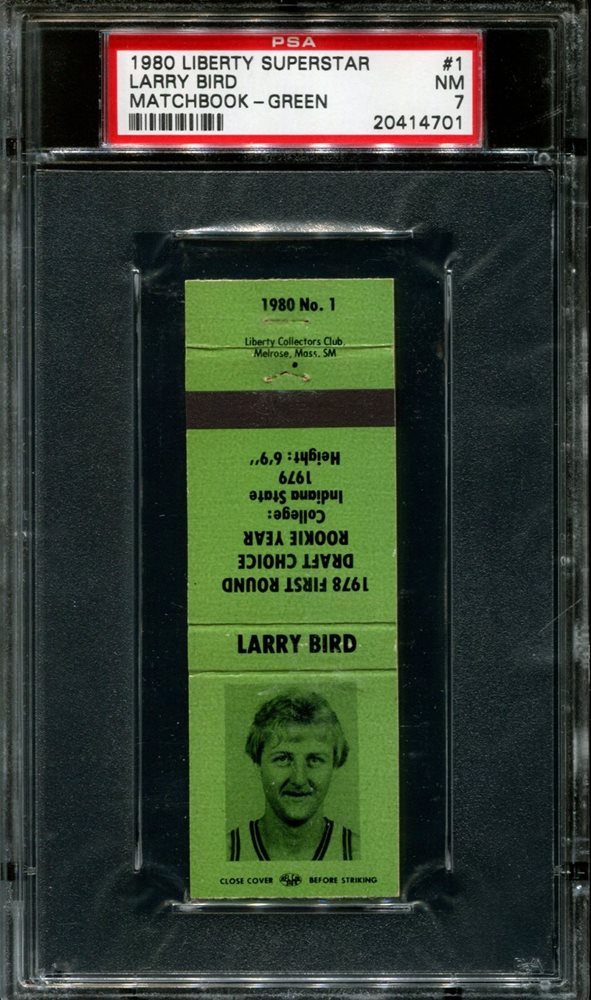 PSA
1980 LIBERTY SUPERSTAR #1
LARRY BIRD NM
MATCHBOOK – GREEN 7
20414701
1980 No. 1
Liberty Collectors Club
Melrose, Mass. SM
1978 FIRST ROUND
DRAFT CHOICE
ROOKIE YEAR
College:
Indiana State
1979
Height: 6'9''
LARRY BIRD
CLOSE COVER BEFORE STRIKING